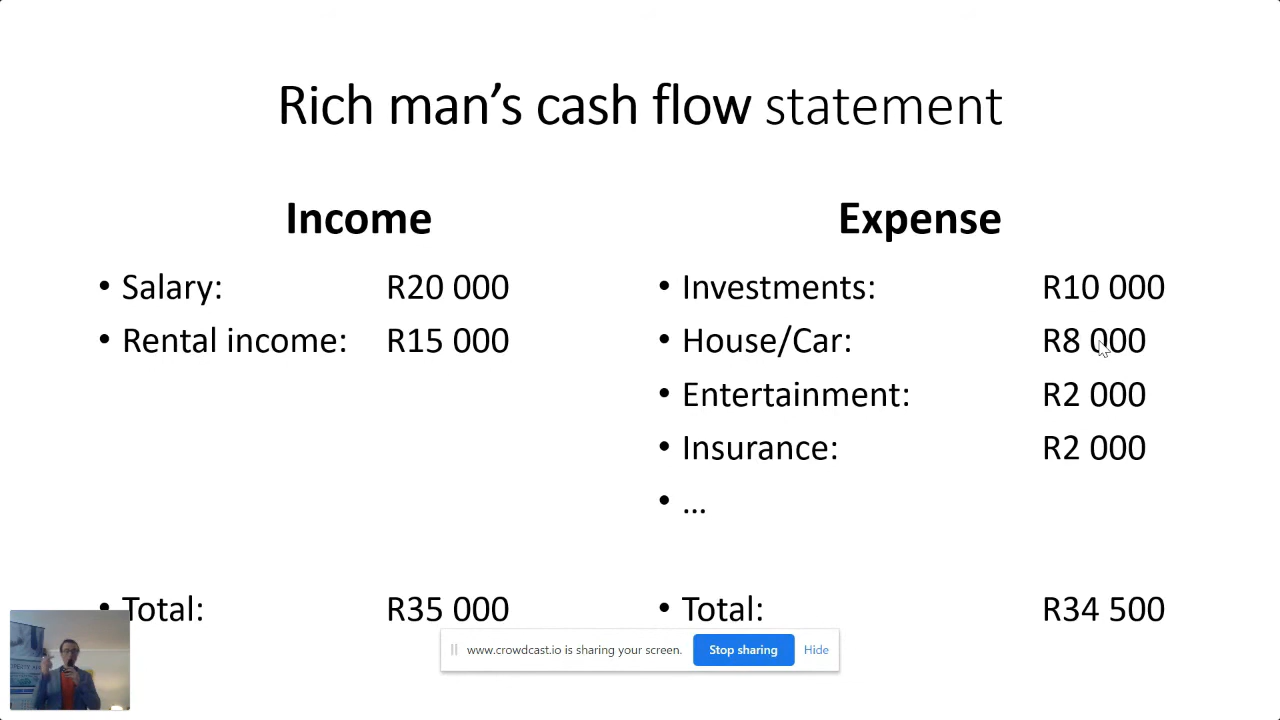 Rich man’s cash flow statement
Income
• Salary: R20 000
• Rental income: R15 000
• Total: R35 000
Expense
• Investments: R10 000
• House/Car: R8 000
• Entertainment: R2 000
• Insurance: R2 000
• ...
• Total: R34 500
www.crowdcast.io is sharing your screen. Stop sharing Hide